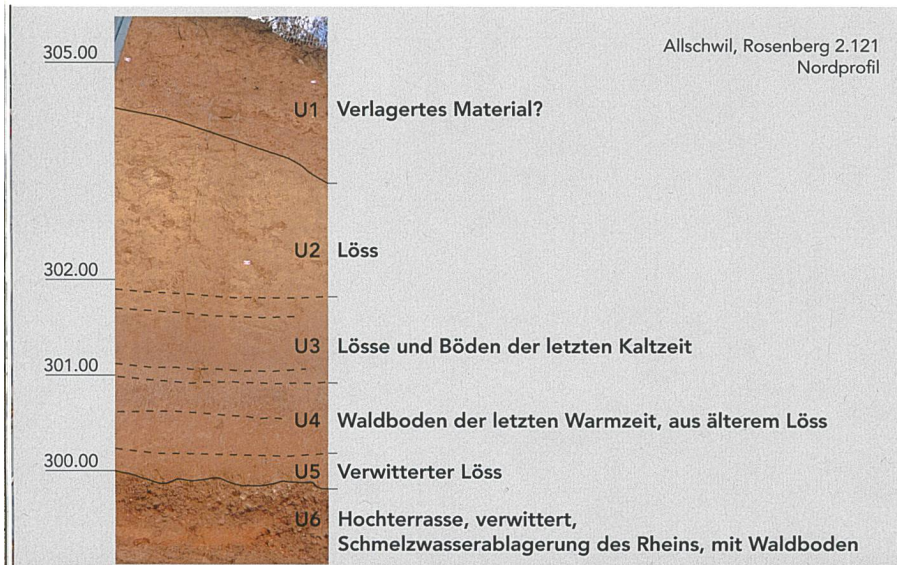 Allschwil, Rosenberg 2.121
Nordprofil
305.00
U1 Verlagertes Material?
U2 Löss
302.00
U3 Lösse und Böden der letzten Kaltzeit
301.00
U4 Waldboden der letzten Warmzeit, aus älterem Löss
300.00
U5 Verwitterter Löss
U6 Hochterrasse, verwittert,
Schmelzwasserablagerung des Rheins, mit Waldboden